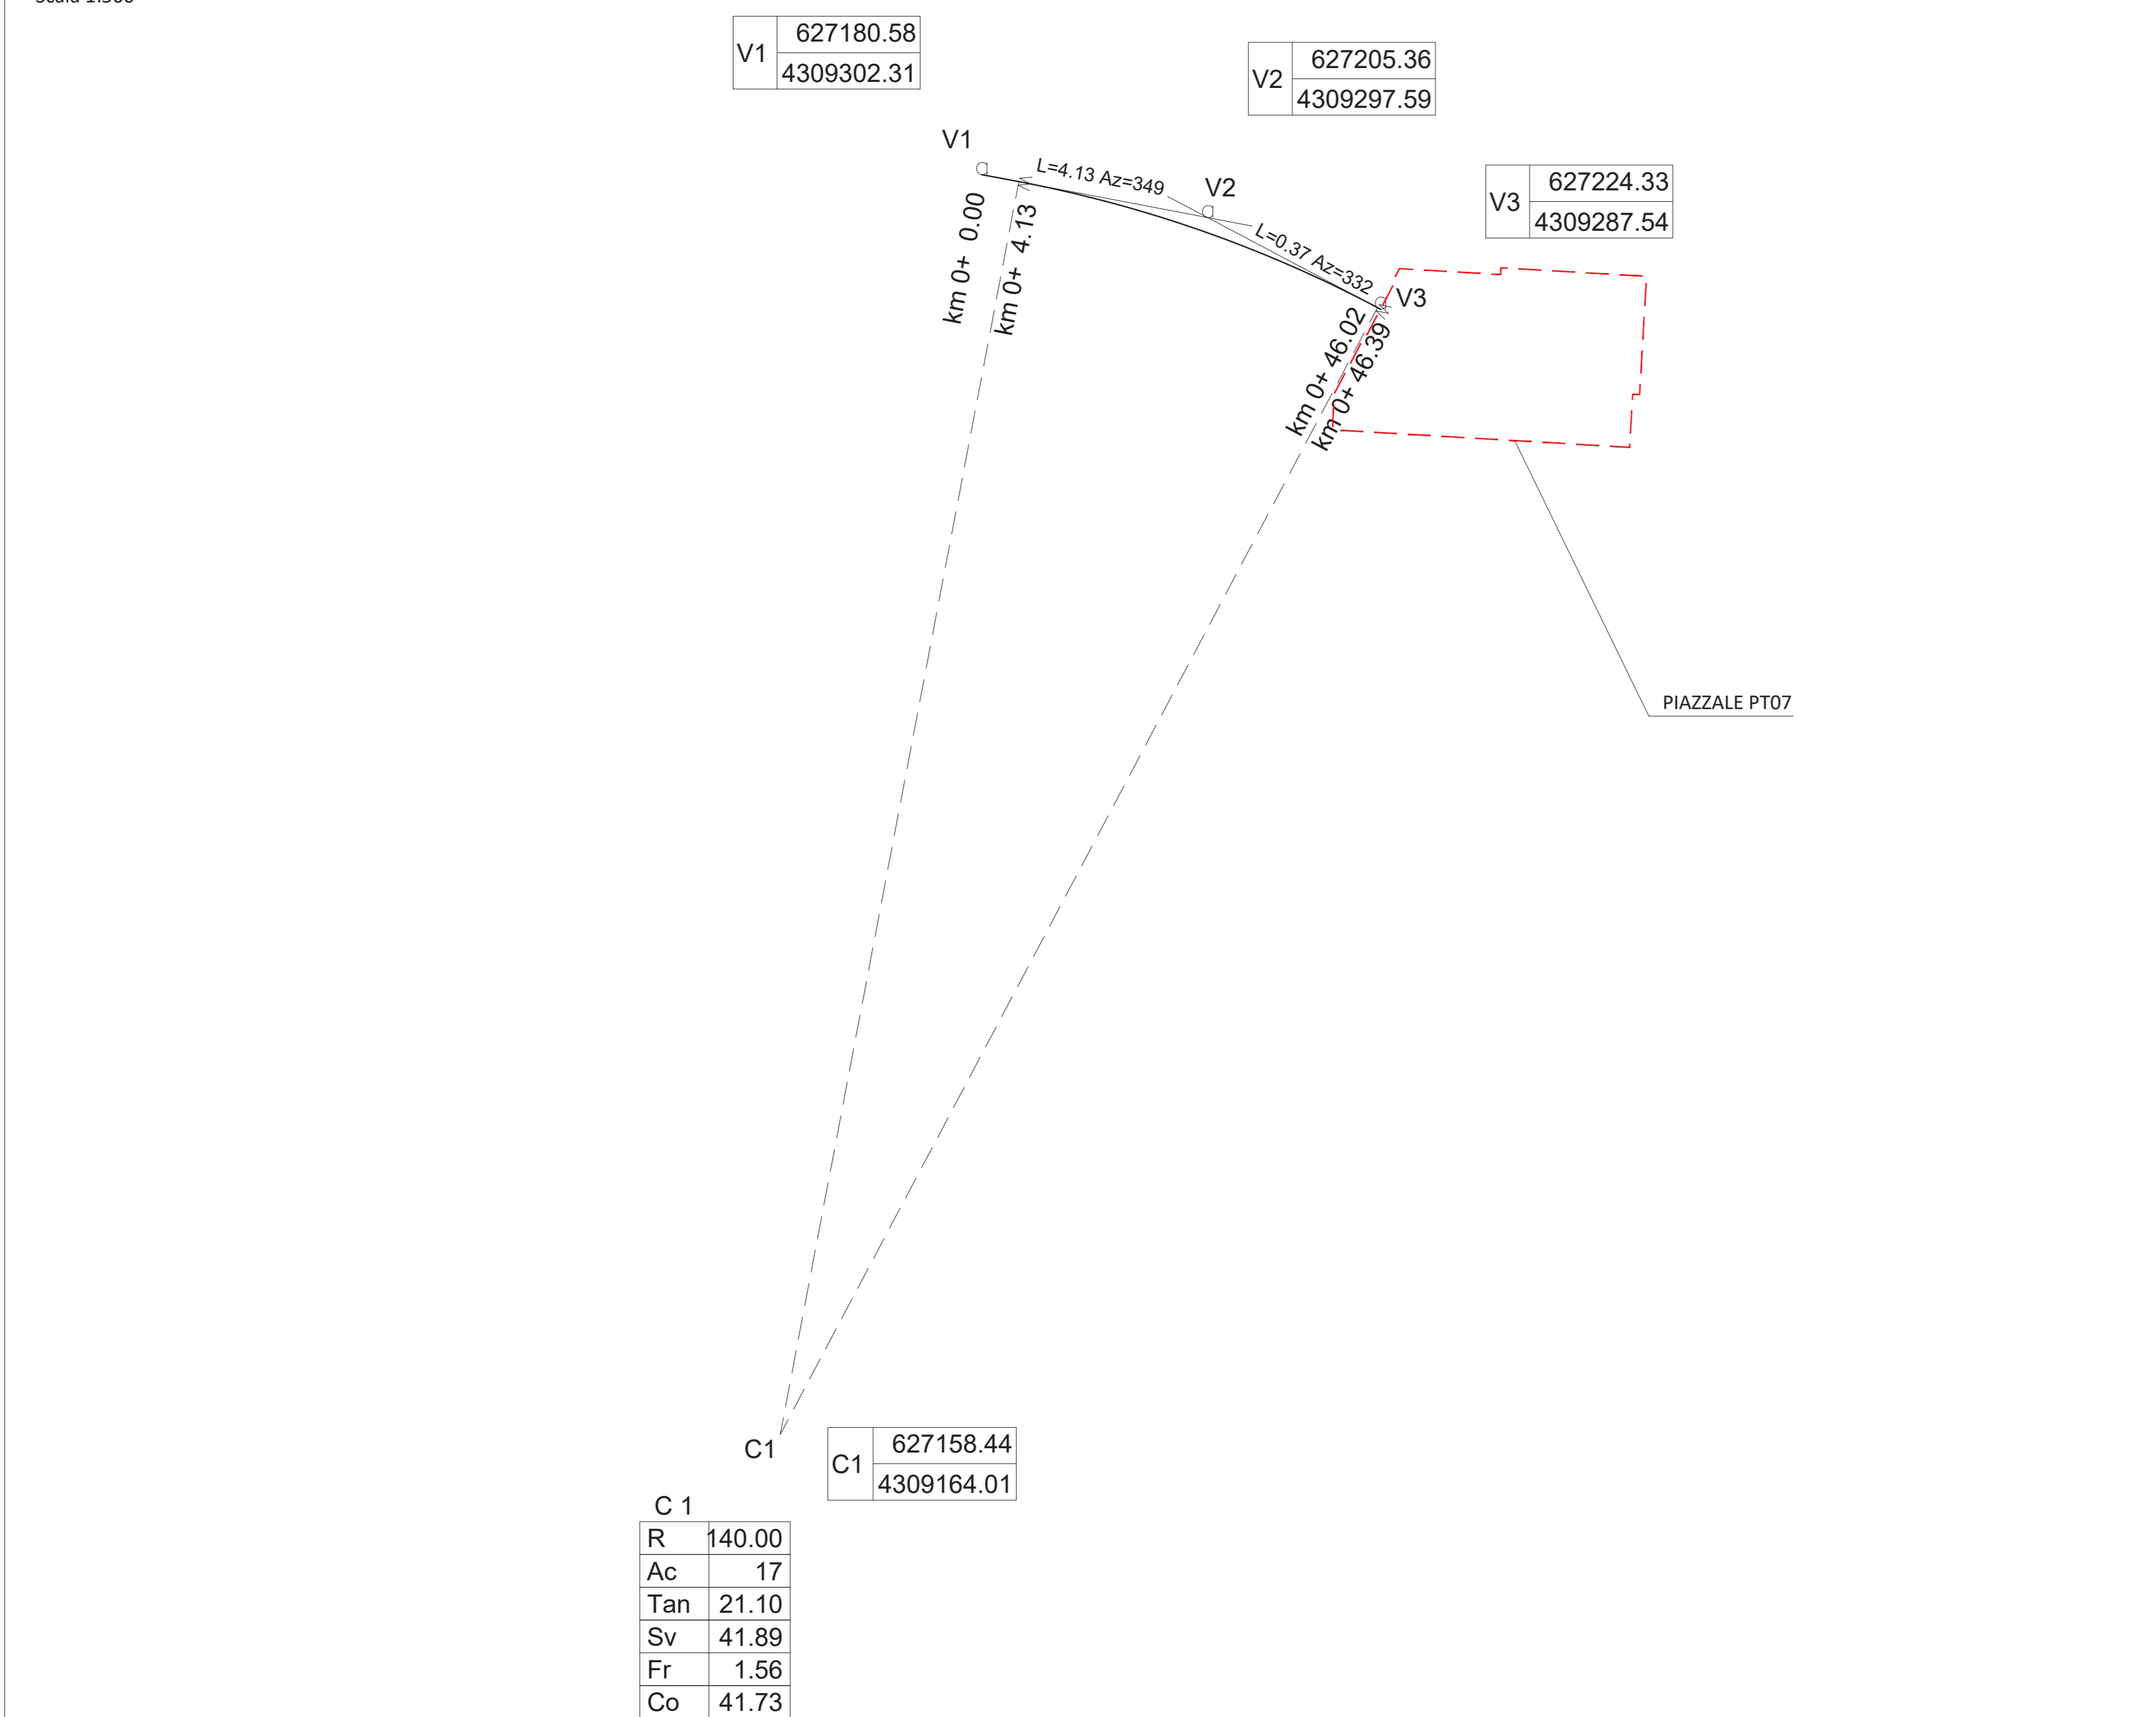 V1
627180.58
4309302.31
V2
627205.36
4309297.59
V3
627224.33
4309287.54
V1
L=4.13 Az=349
V2
L=0.37 Az=332
V3
km 0+ 0.00
km 0+ 4.13
km 0+ 46.02
km 0+ 46.39
PIAZZALE PT07
C1
C1
627158.44
4309164.01
C 1
R 140.00
Ac 17
Tan 21.10
Sv 41.89
Fr 1.56
Co 41.73